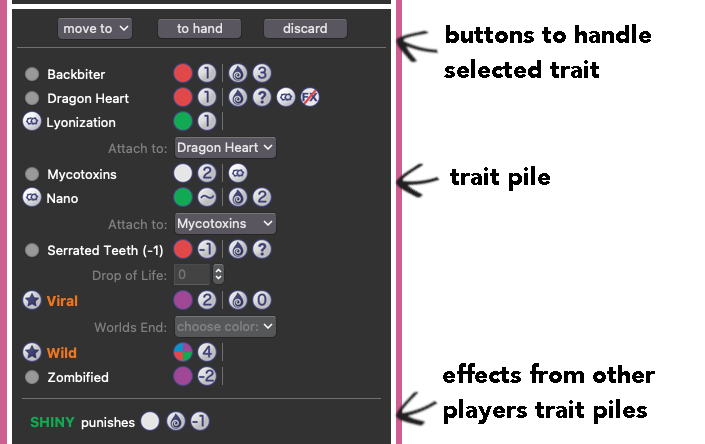 move to to hand discard
buttons to handle
selected trait
Backbiter 1 3
Dragon Heart 1 ? FX
Lyonization 1
Attach to: Dragon Heart
trait pile
Mycotoxins 2
Nano ~ 2
Attach to: Mycotoxins
Serrated Teeth (-1) -1 ?
Drop of Life: 0
Viral 2 0
Worlds End: choose color:
Wild 4
Zombified -2
effects from other
players trait piles
SHINY punishes -1